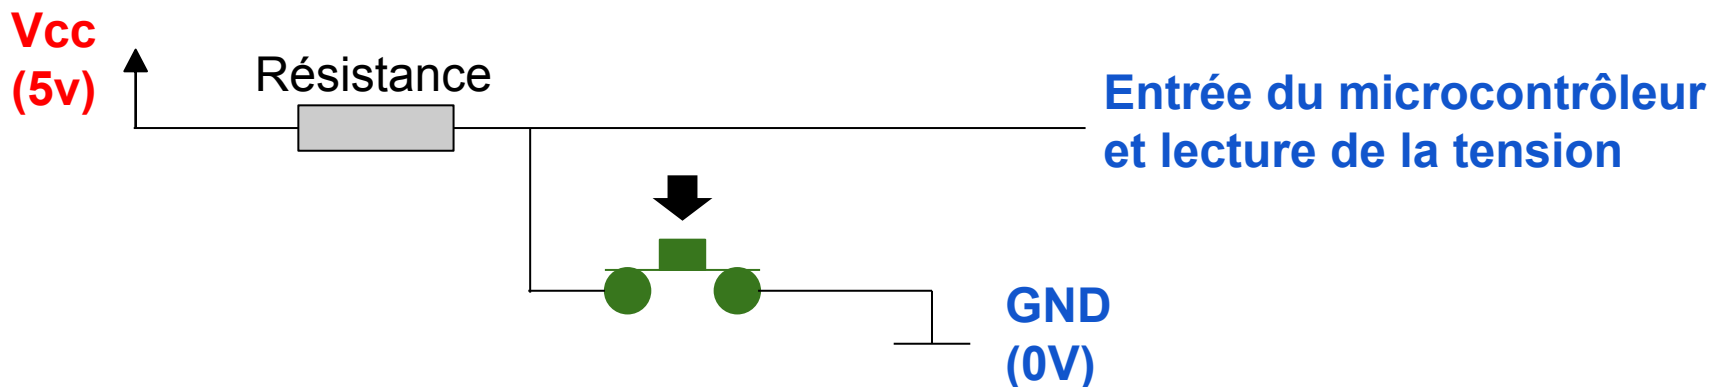 Vcc
(5v)
Résistance
Entrée du microcontrôleur
et lecture de la tension
GND
(0V)